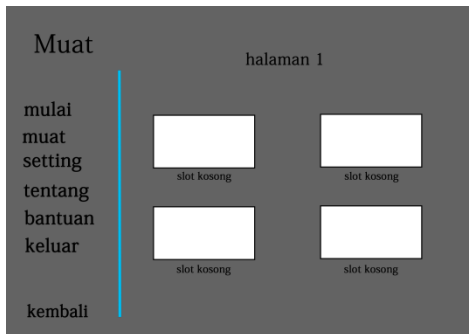 Muat
halaman 1
mulai
muat
setting
tentang
bantuan
keluar
kembali
slot kosong
slot kosong
slot kosong
slot kosong